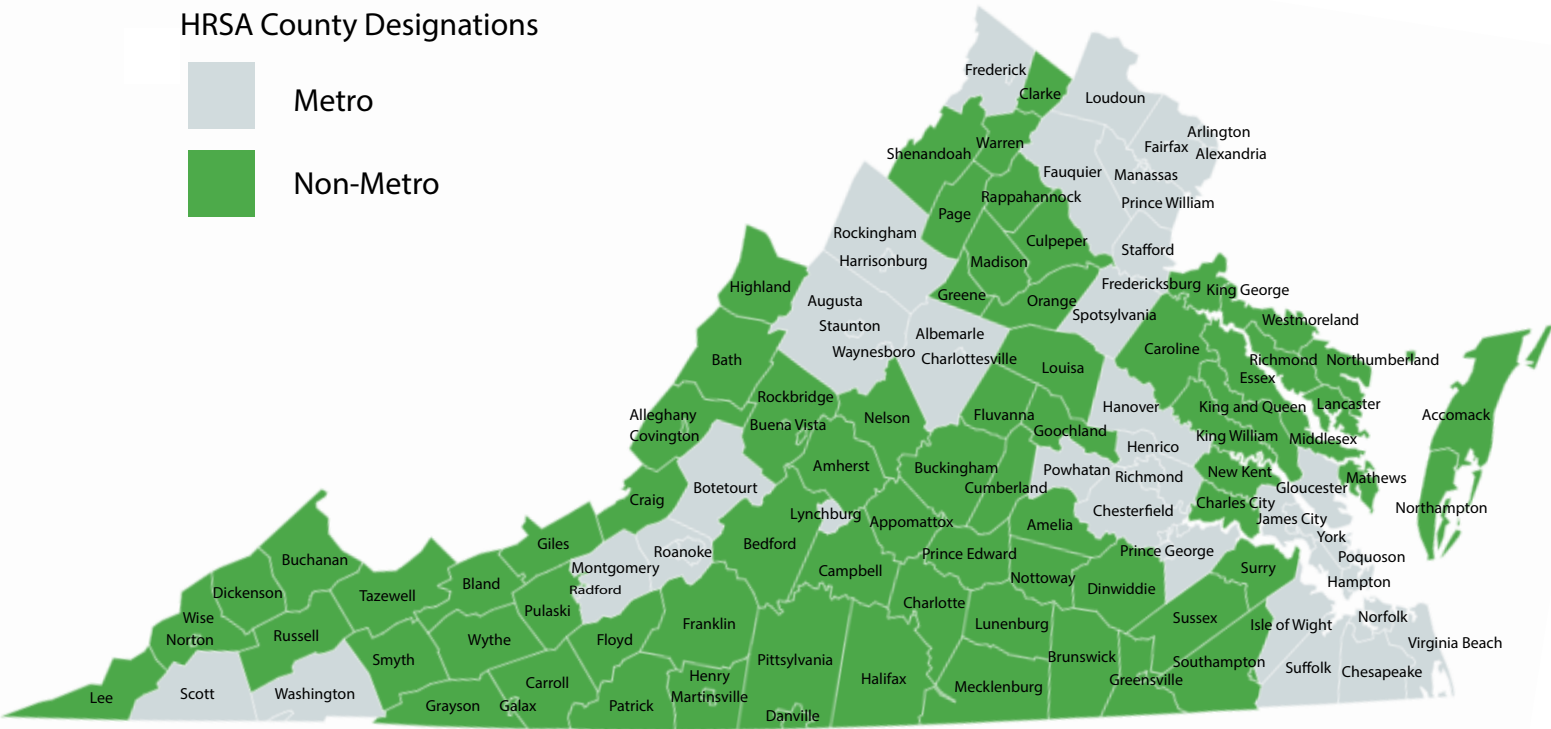 HRSA County Designations
Metro
Non-Metro
Frederick
Clarke
Loudoun
Arlington
Fairfax
Alexandria
Warren
Shenandoah
Fauquier
Manassas
Rappahannock
Prince William
Page
Rockingham
Culpeper
Stafford
Harrisonburg
Madison
Highland
Fredericksburg
King George
Greene
Augusta
Orange
Spotsylvania
Westmoreland
Staunton
Albemarle
Waynesboro
Charlottesville
Caroline
Bath
Louisa
Richmond
Northumberland
Essex
Rockbridge
Alleghany
Covington
Buena Vista
Nelson
Fluvanna
Hanover
King and Queen
Lancaster
Accomack
Goochland
King William
Middlesex
Henrico
Amherst
Buckingham
Powhatan
Richmond
New Kent
Mathews
Botetourt
Cumberland
Gloucester
Craig
Lynchburg
Appomattox
Chesterfield
Charles City
James City
Northampton
Amelia
York
Giles
Roanoke
Bedford
Prince Edward
Prince George
Poquoson
Buchanan
Montgomery
Campbell
Surry
Hampton
Bland
Nottoway
Dinwiddie
Dickenson
Tazewell
Radford
Pulaski
Charlotte
Wise
Norton
Russell
Wythe
Floyd
Franklin
Lunenburg
Sussex
Isle of Wight
Norfolk
Virginia Beach
Smyth
Pittsylvania
Brunswick
Southampton
Suffolk
Chesapeake
Lee
Scott
Washington
Carroll
Henry
Martinsville
Halifax
Mecklenburg
Greensville
Grayson
Galax
Patrick
Danville